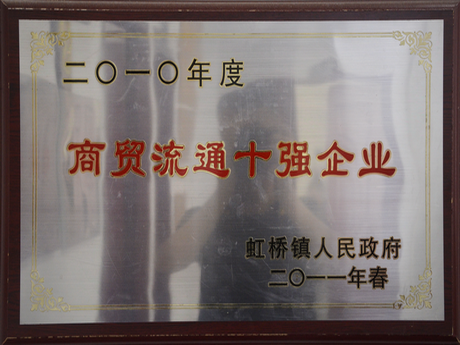 二〇一〇年度
商贸流通十强企业
虹桥镇人民政府
二〇一一年春